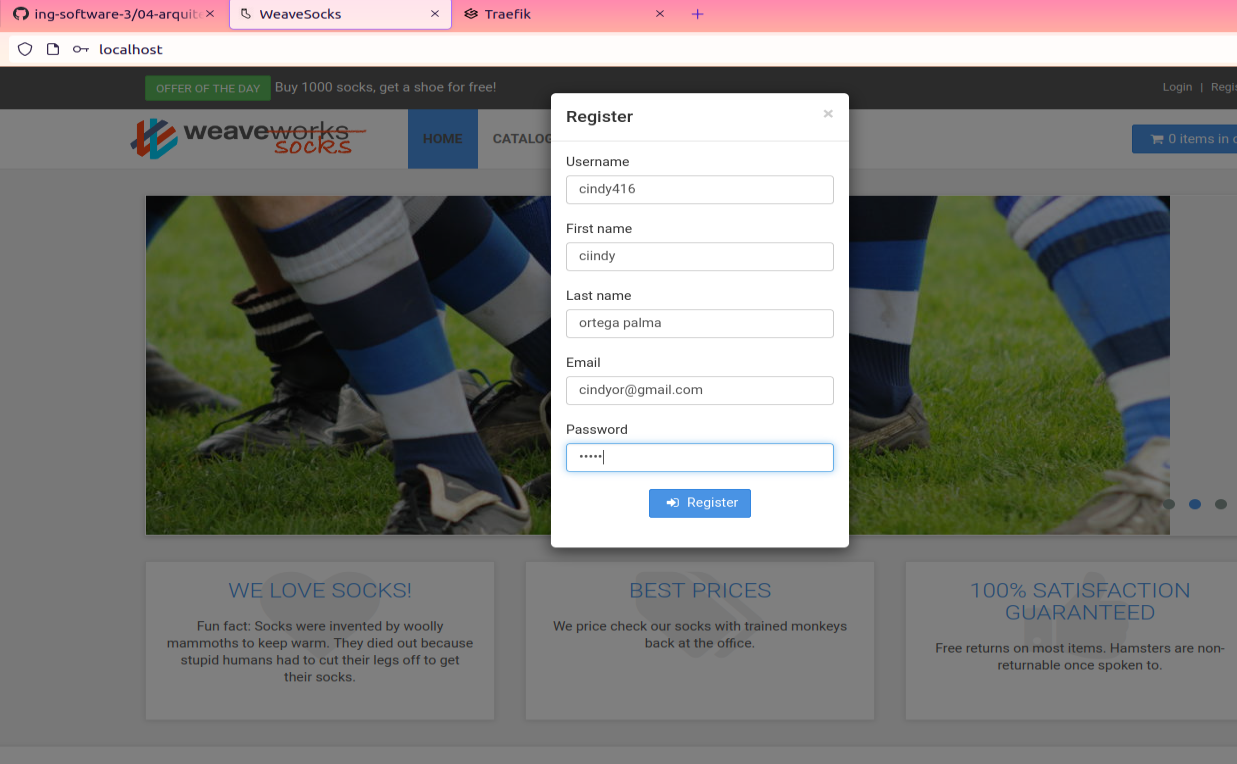 ing-software-3/04-arquite
WeaveSocks
Traefik
localhost
OFFER OF THE DAY Buy 1000 socks, get a shoe for free!
Login | Regis
weaveworks
socks
HOME
CATALOG
0 items in c
Register
Username
cindy416
First name
ciindy
Last name
ortega palma
Email
cindyor@gmail.com
Password
•••••
Register
WE LOVE SOCKS!
Fun fact: Socks were invented by woolly
mammoths to keep warm. They died out because
stupid humans had to cut their legs off to get
their socks.
BEST PRICES
We price check our socks with trained monkeys
back at the office.
100% SATISFACTION
GUARANTEED
Free returns on most items. Hamsters are non-
returnable once spoken to.